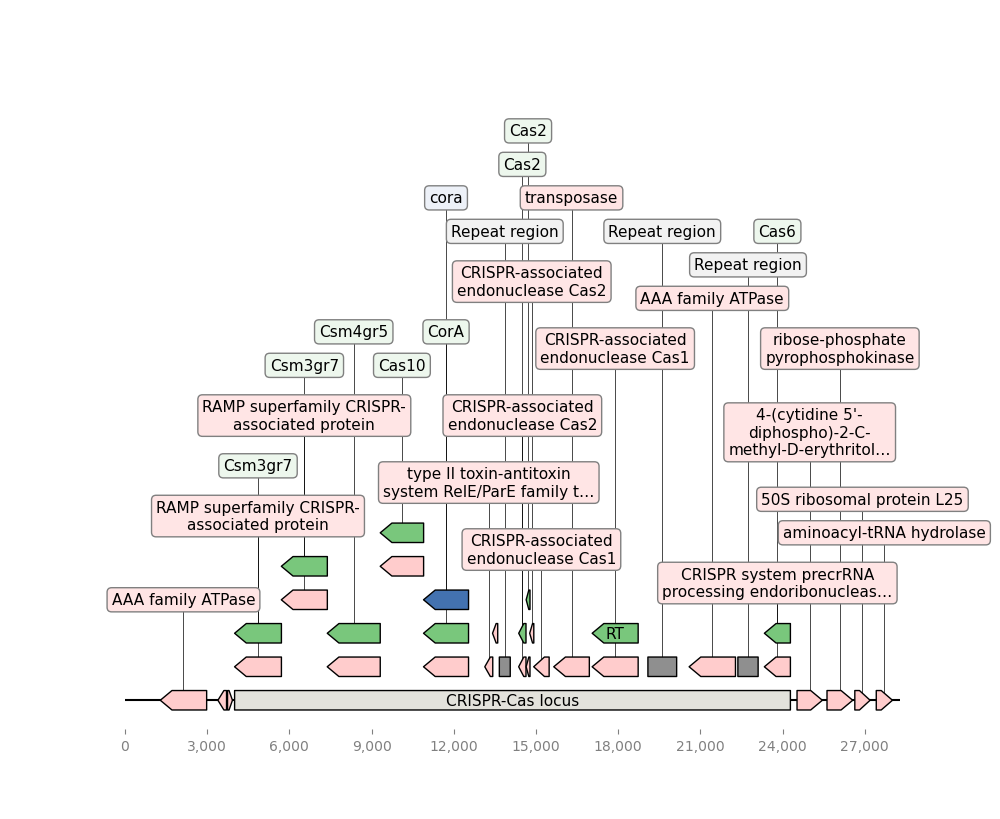 Cas2
Cas2
cora
transposase
Repeat region
Repeat region
Cas6
CRISPR-associated
endonuclease Cas2
Repeat region
AAA family ATPase
Csm4gr5
CorA
CRISPR-associated
endonuclease Cas1
ribose-phosphate
pyrophosphokinase
Csm3gr7
Cas10
RAMP superfamily CRISPR-
associated protein
CRISPR-associated
endonuclease Cas2
4-(cytidine 5'-
diphospho)-2-C-
methyl-D-erythritol...
Csm3gr7
type II toxin-antitoxin
system RelE/ParE family t...
50S ribosomal protein L25
RAMP superfamily CRISPR-
associated protein
aminoacyl-tRNA hydrolase
CRISPR-associated
endonuclease Cas1
CRISPR system precrRNA
processing endoribonucleas...
AAA family ATPase
RT
CRISPR-Cas locus
0 3,000 6,000 9,000 12,000 15,000 18,000 21,000 24,000 27,000